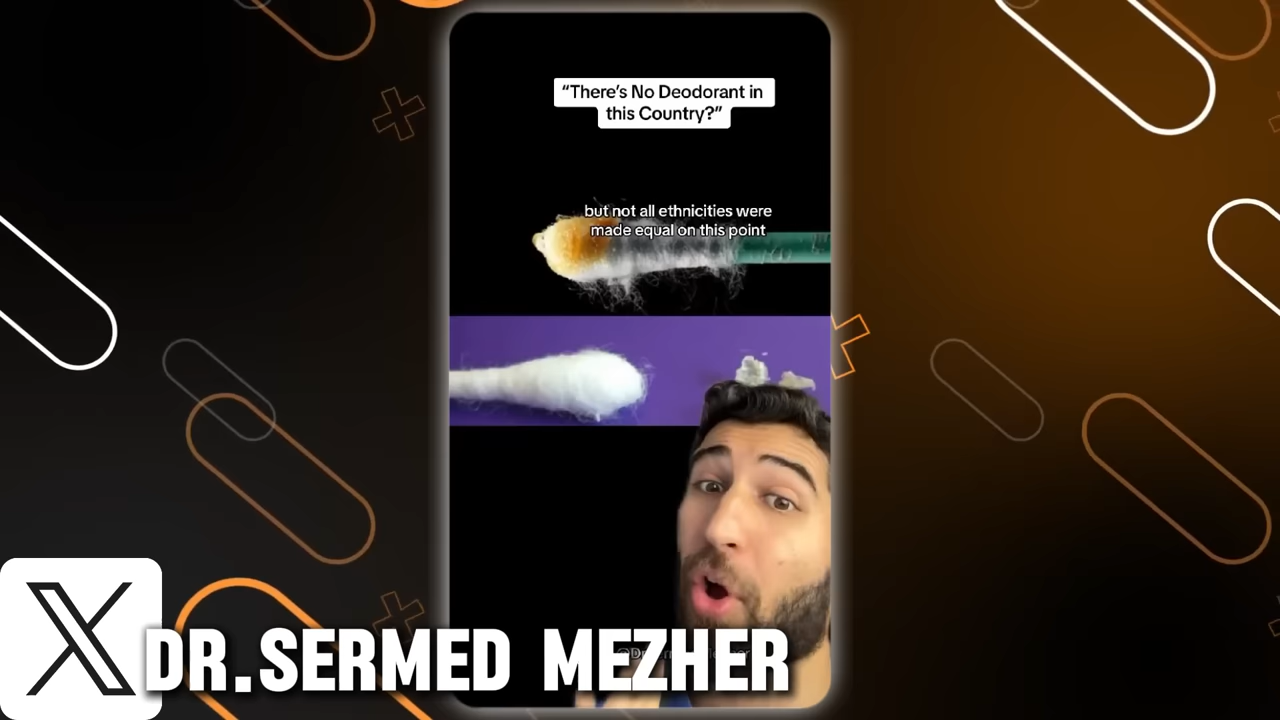 “There’s No Deodorant in
this Country?”
but not all ethnicities were
made equal on this point
X
DR.SERMED MEZHER